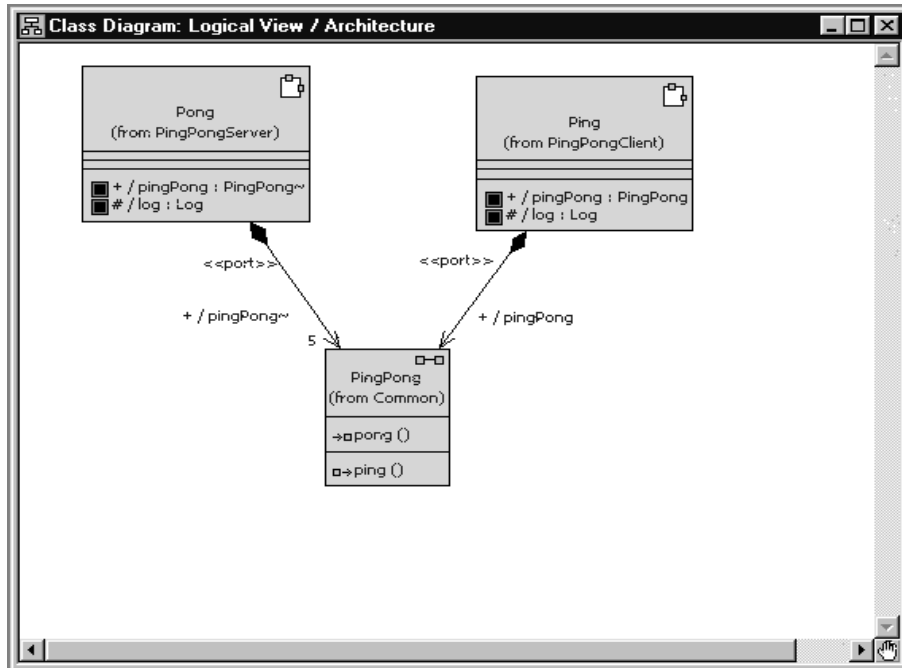 Class Diagram: Logical View / Architecture
Pong
(from PingPongServer)
+ / pingPong : PingPong~
# / log : Log
Ping
(from PingPongClient)
+ / pingPong : PingPong
# / log : Log
<<port>>
<<port>>
+ / pingPong~
+ / pingPong
5
PingPong
(from Common)
pong ()
ping ()